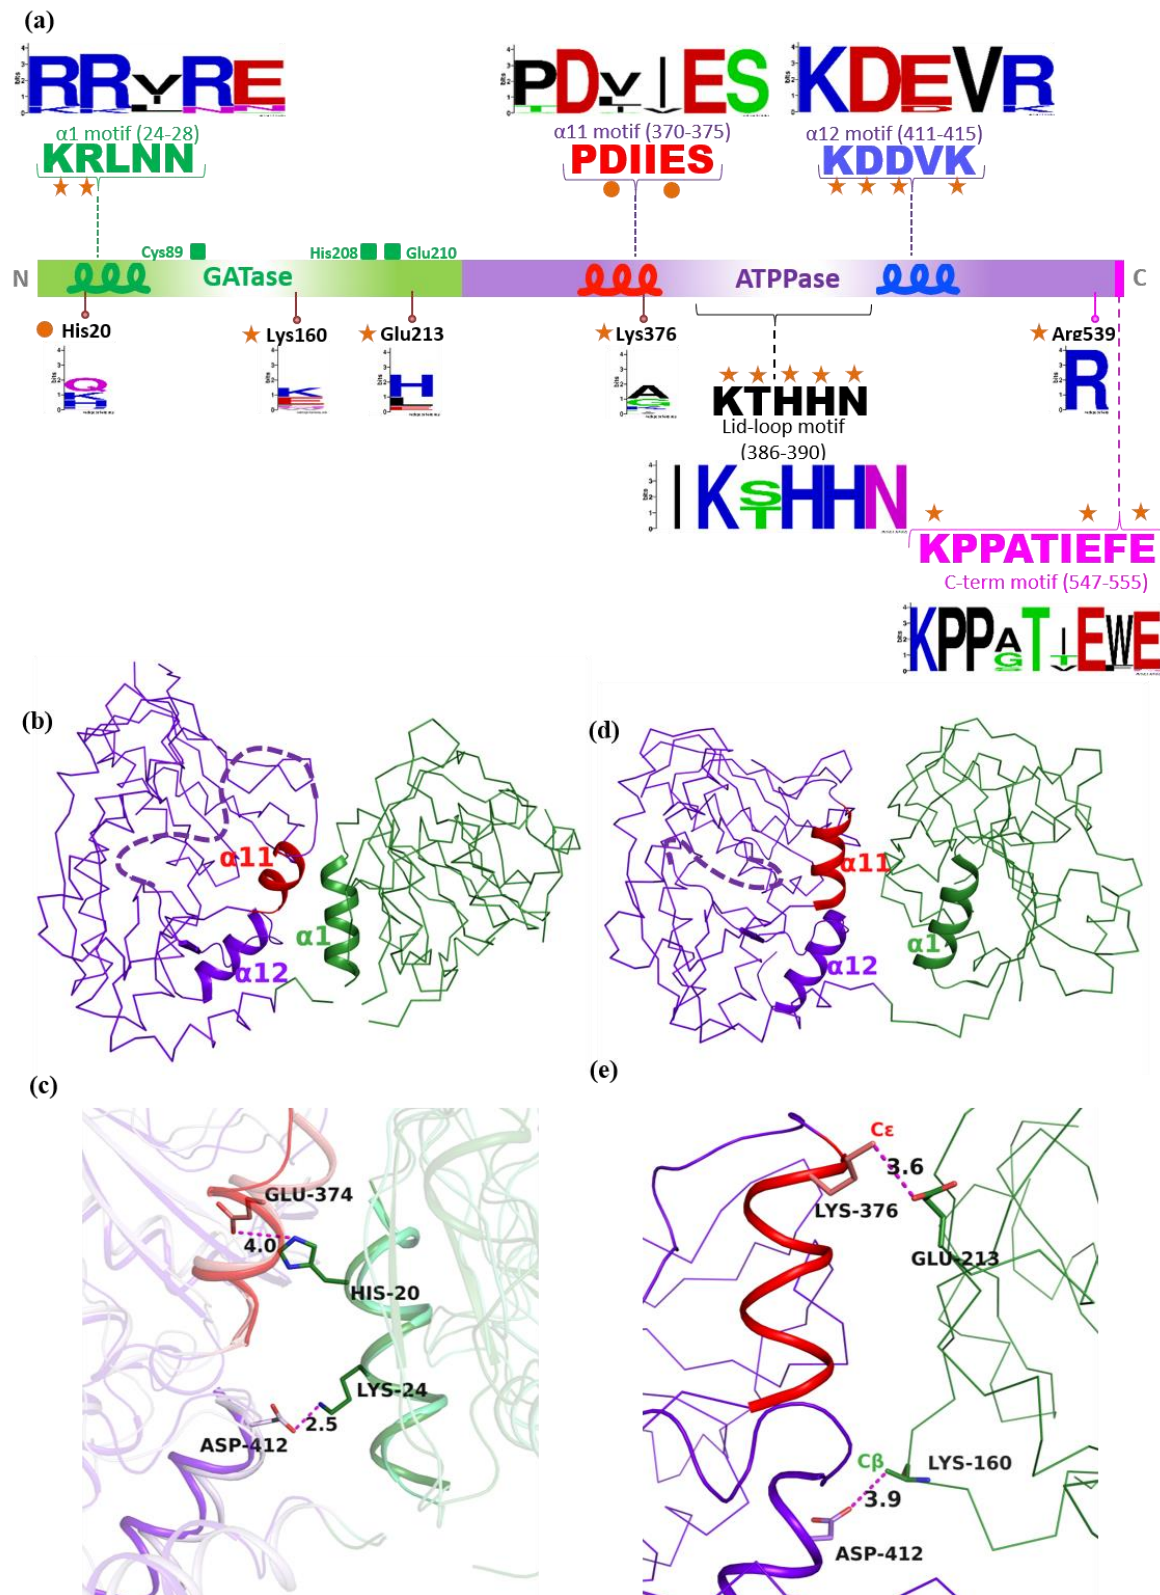 (a)
RRVRE
PDVIES
KDEVR
α1 motif (24-28)
α11 motif (370-375)
α12 motif (411-415)
KRLNN
PDIIES
KDDVK
Cys89
His208
Glu210
N
GATase
ATPPase
C
His20
Lys160
Glu213
Lys376
Arg539
Q
K
H
A
G
R
KTHHN
Lid-loop motif
(386-390)
IKSHHN
T
KPPATIEFE
C-term motif (547-555)
KPPATIEWE
G
(b)
(d)
α11
α1
α12
α11
α1
α12
(c)
(e)
GLU-374
4.0
HIS-20
LYS-24
2.5
ASP-412
Cε
3.6
LYS-376
GLU-213
Cβ
LYS-160
3.9
ASP-412